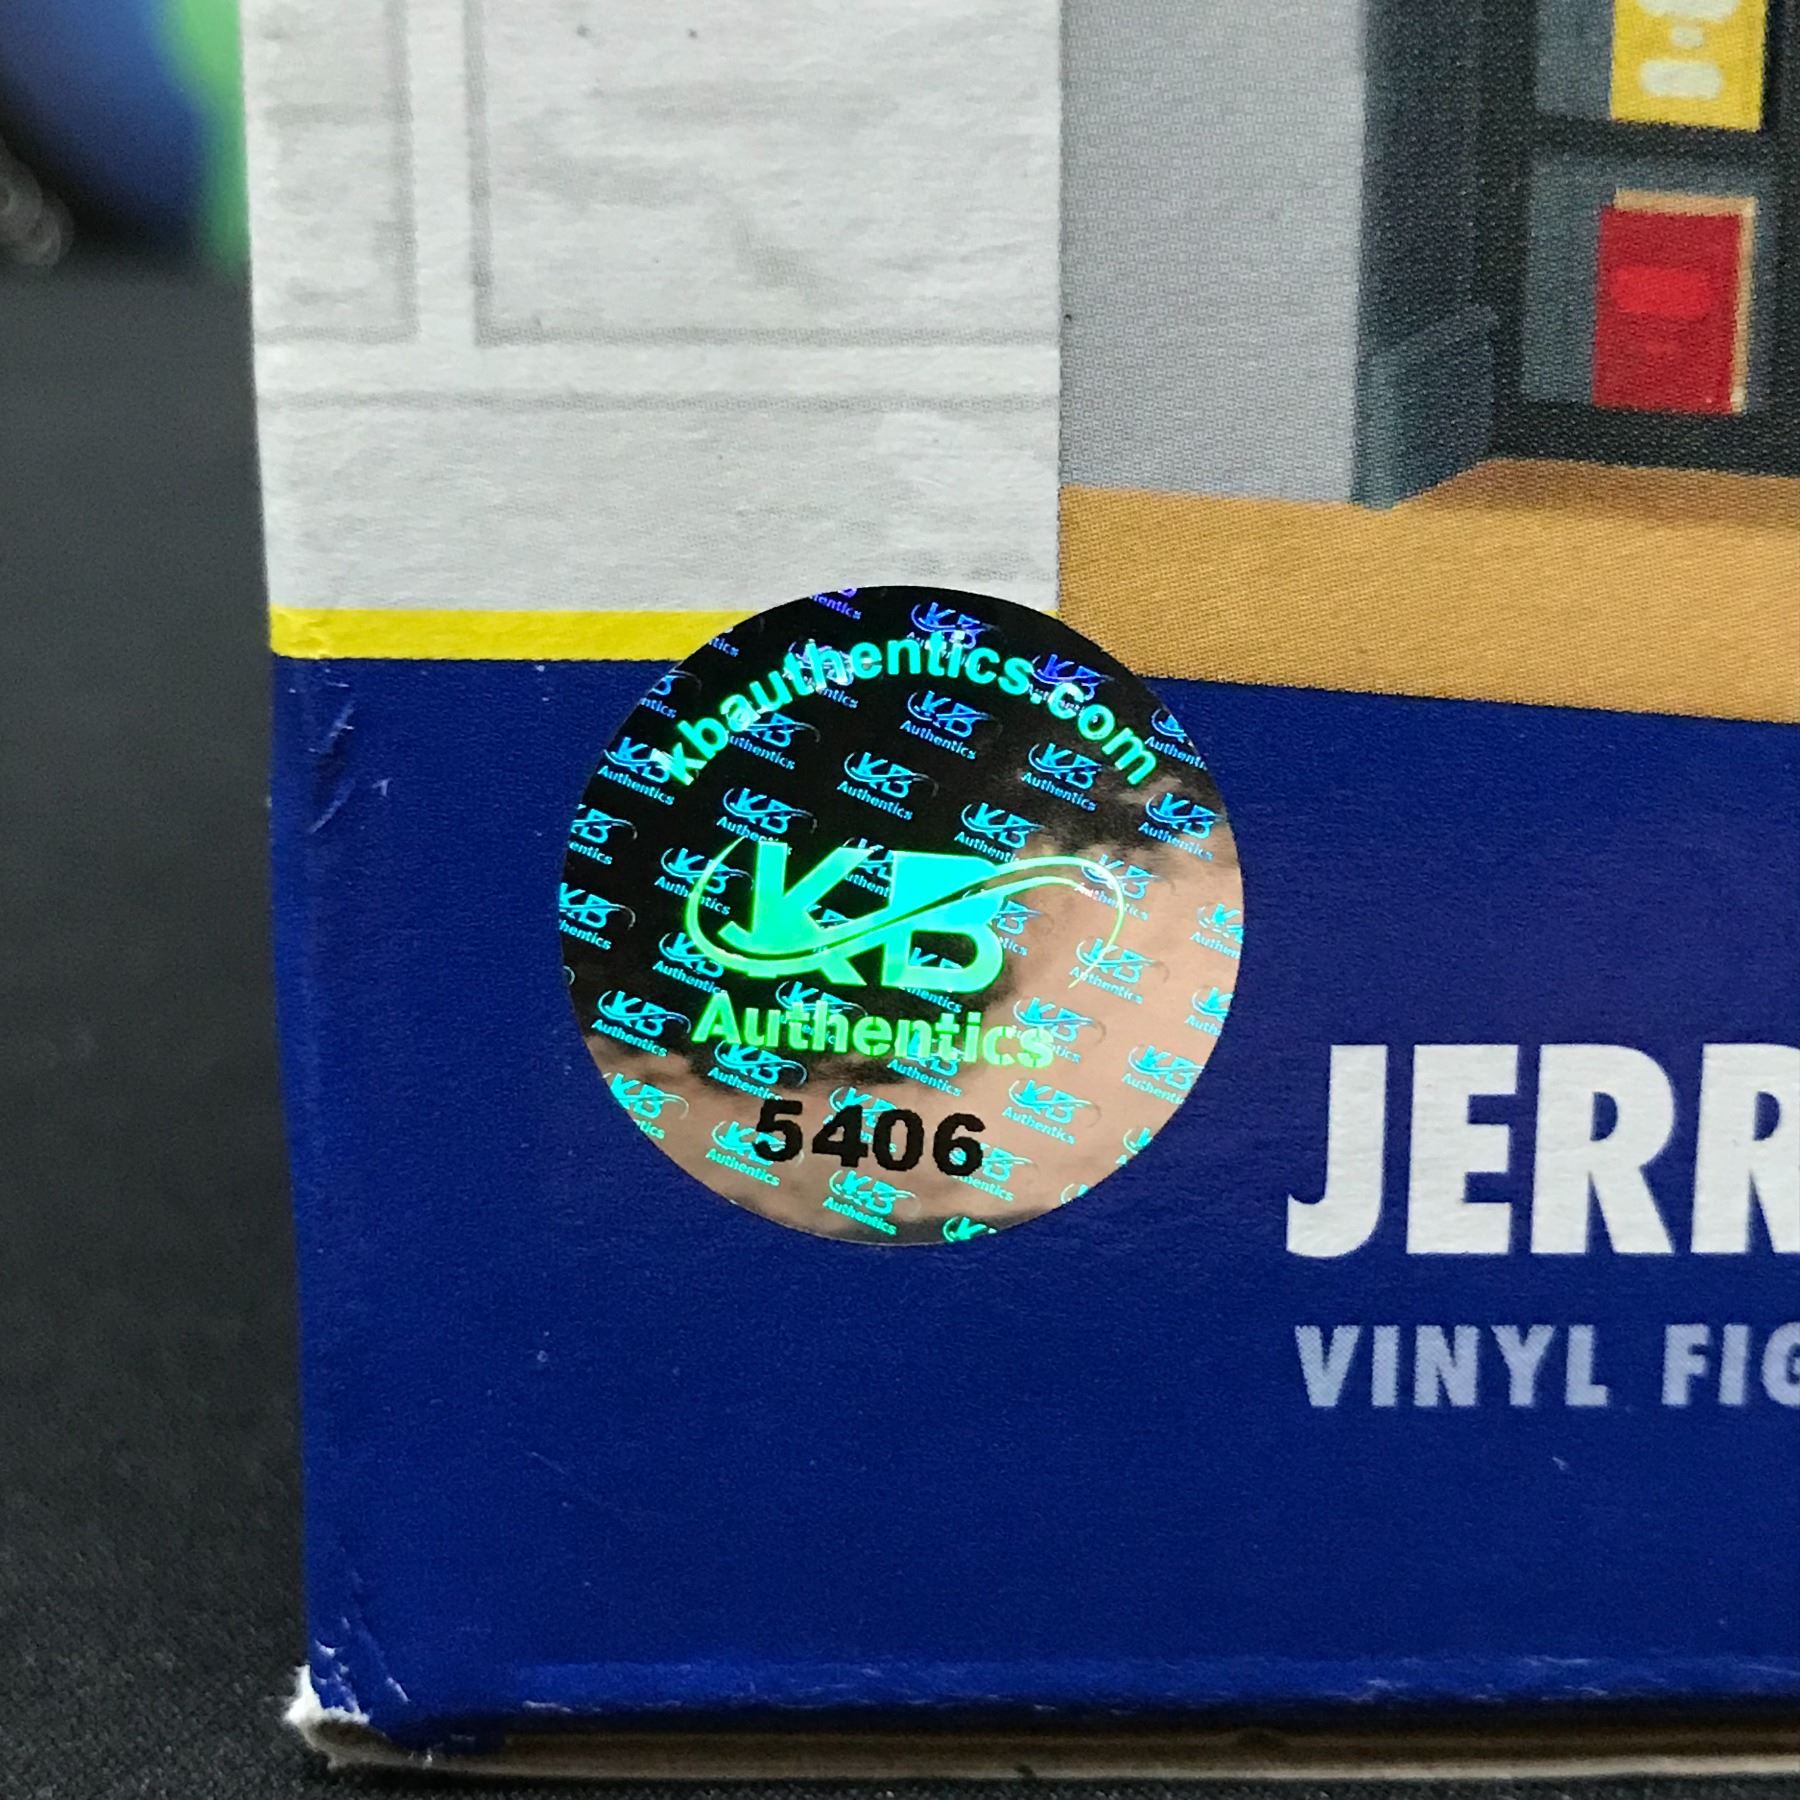 kbauthentics.com
KB
Authentics
5406
JERR
VINYL FIG